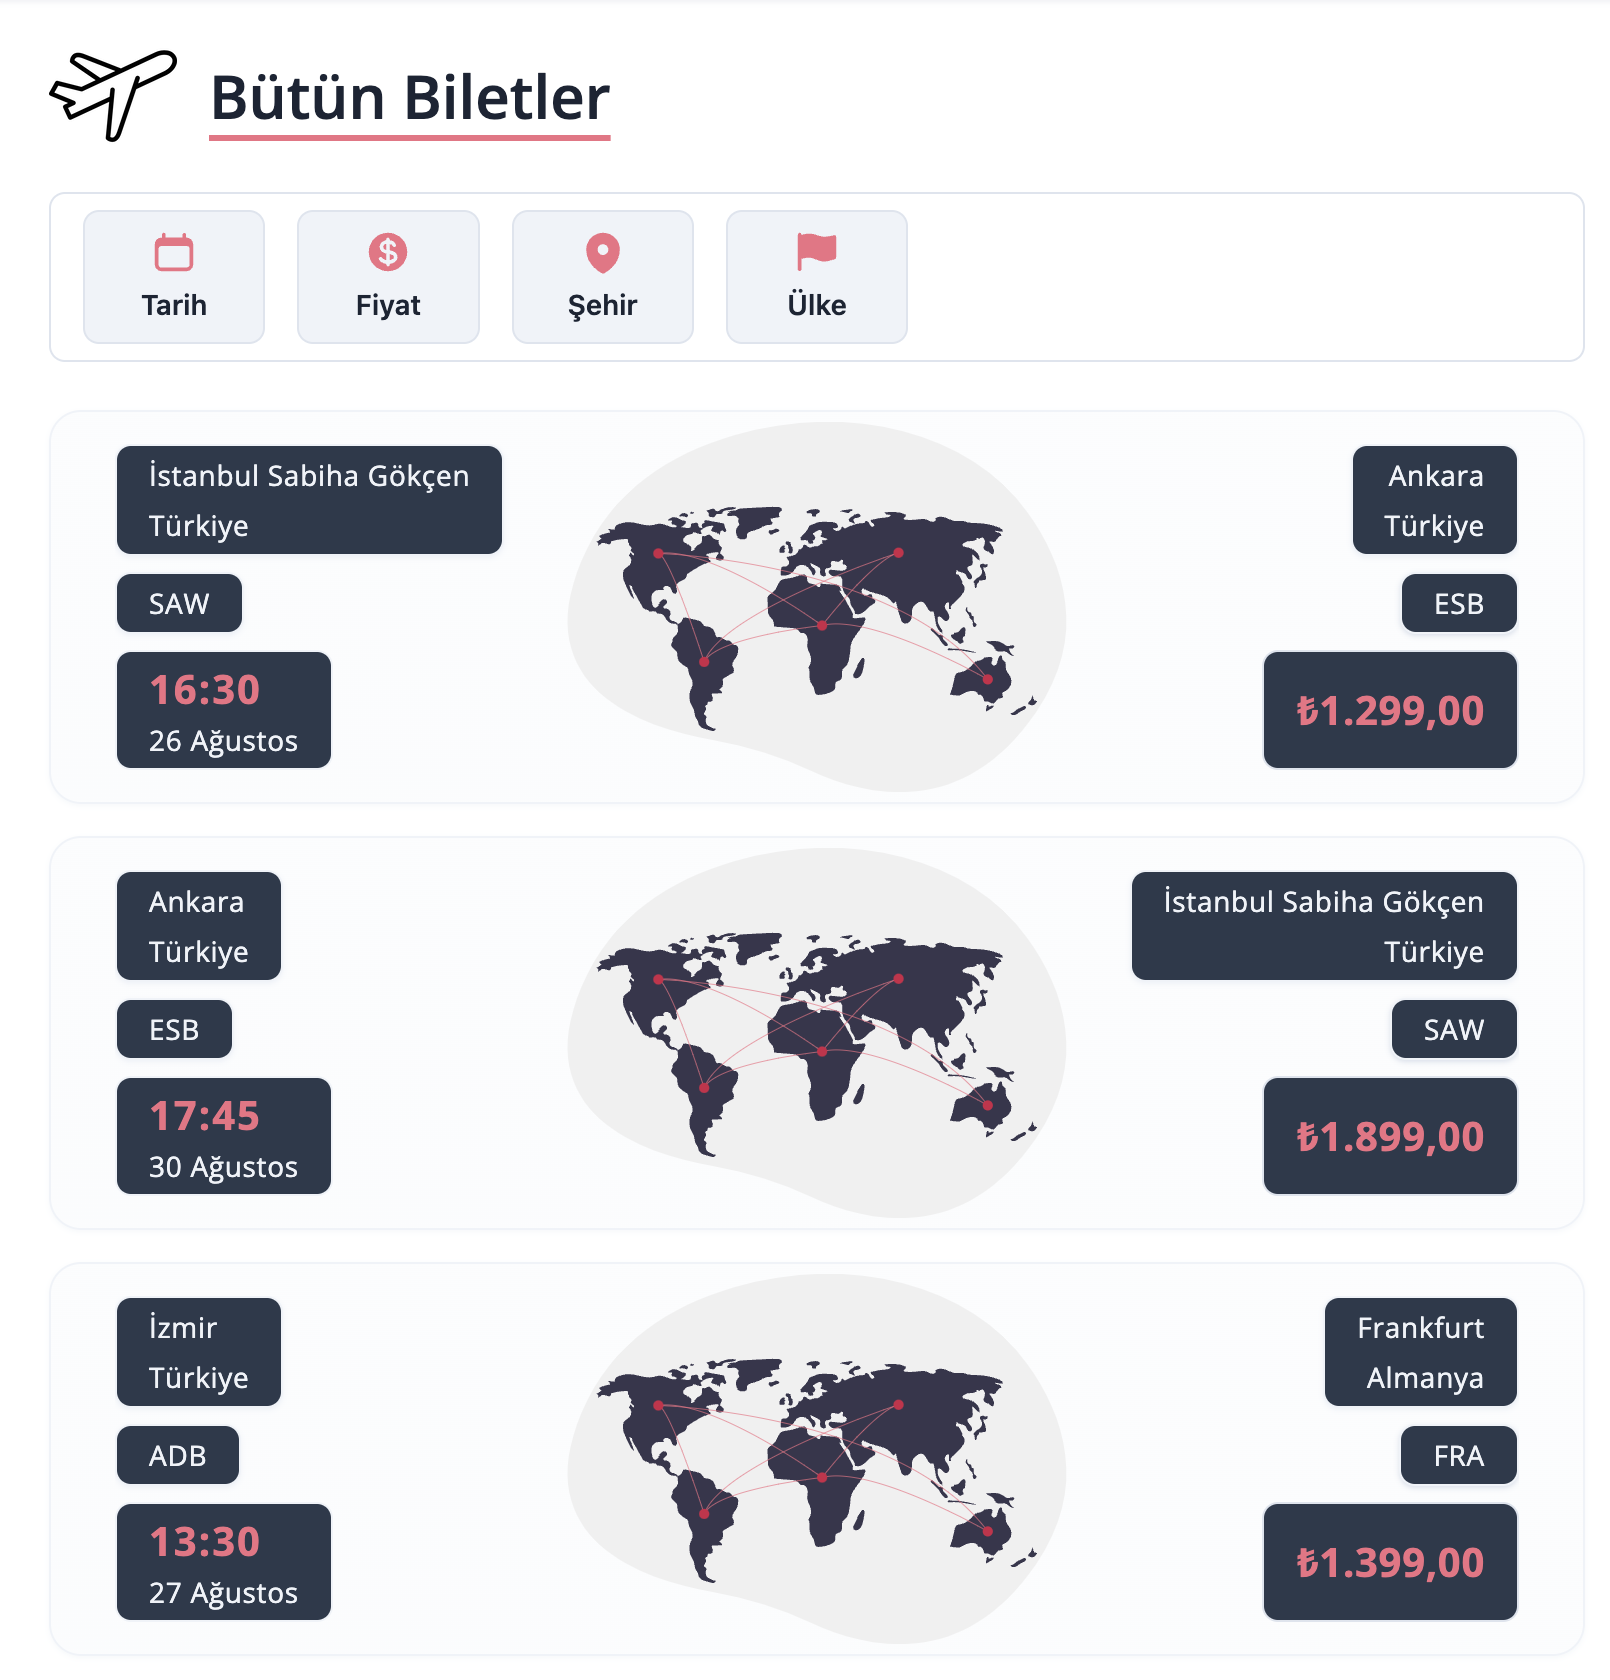 Bütün Biletler
Tarih
Fiyat
Şehir
Ülke
İstanbul Sabiha Gökçen
Türkiye
SAW
16:30
26 Ağustos
Ankara
Türkiye
ESB
₺1.299,00
Ankara
Türkiye
ESB
17:45
30 Ağustos
İstanbul Sabiha Gökçen
Türkiye
SAW
₺1.899,00
İzmir
Türkiye
ADB
13:30
27 Ağustos
Frankfurt
Almanya
FRA
₺1.399,00